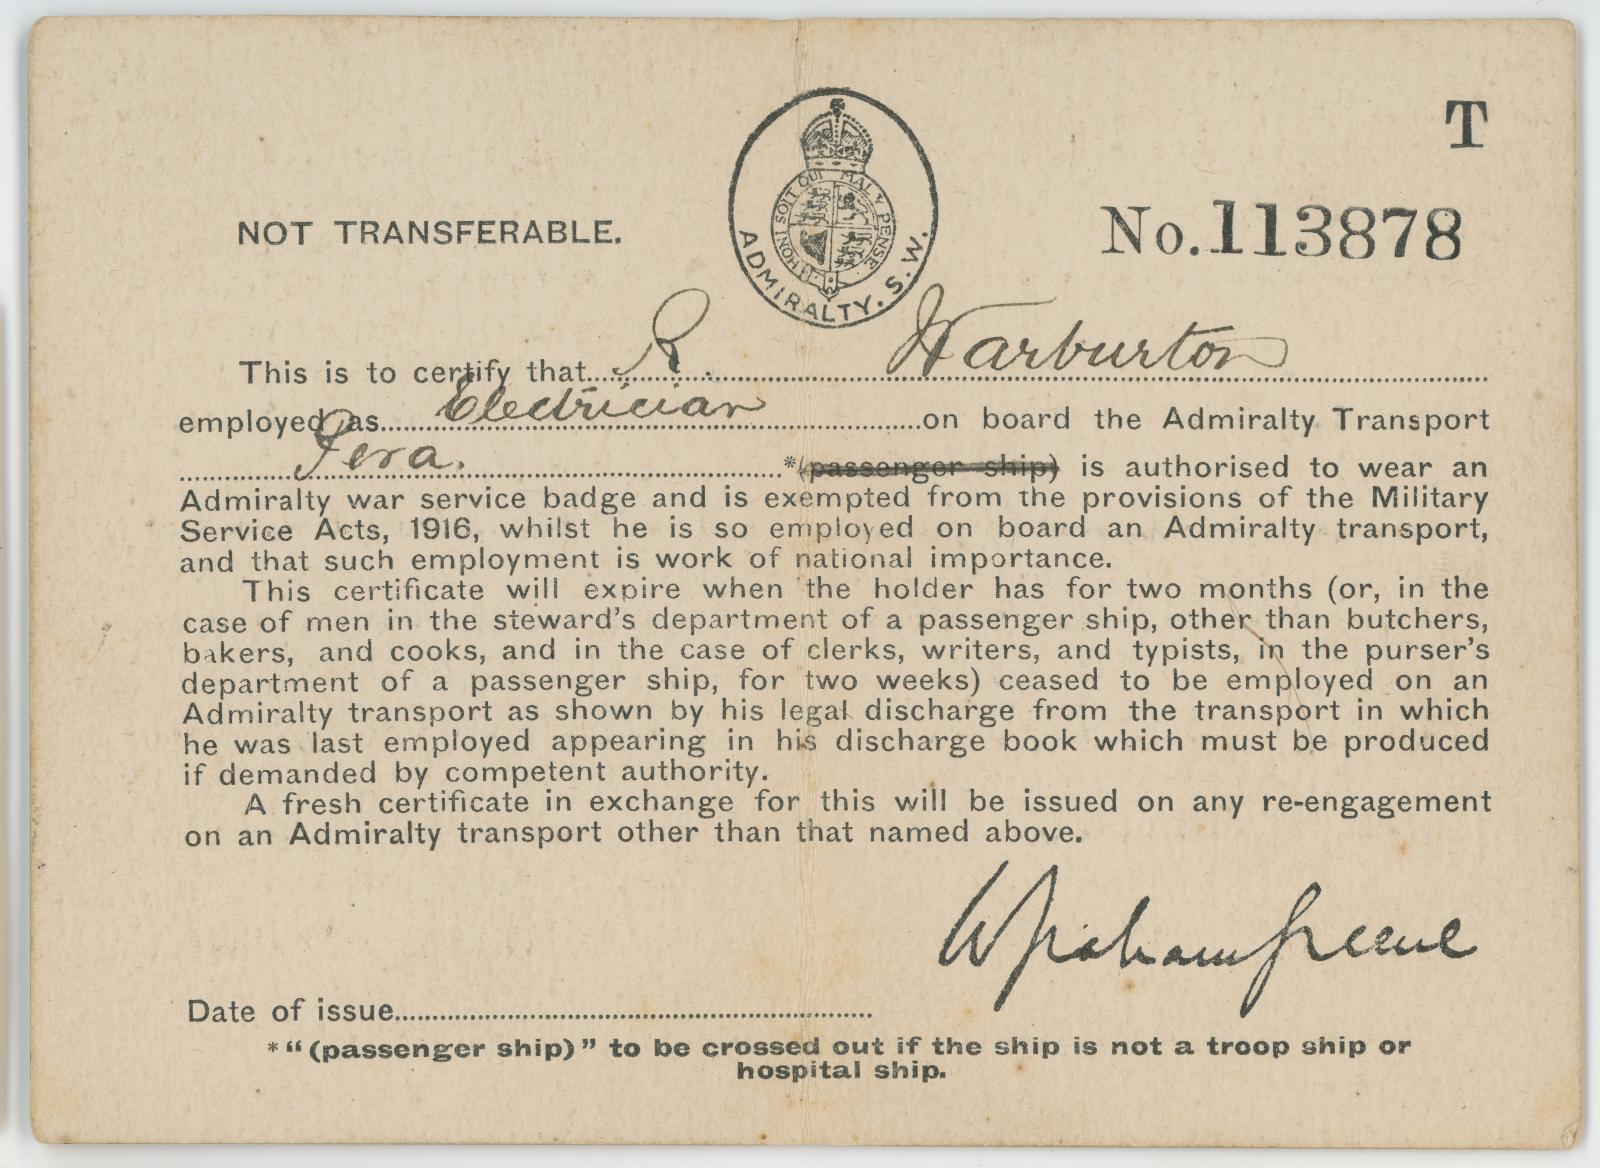 T
NOT TRANSFERABLE.
HONI SOIT QUI MAL Y PENSE
ADMIRALTY. S. W.
No. 113878
This is to certify that R. Warburton
employed as Electrician on board the Admiralty Transport
Pera. *(passenger ship) is authorised to wear an
Admiralty war service badge and is exempted from the provisions of the Military
Service Acts, 1916, whilst he is so employed on board an Admiralty transport,
and that such employment is work of national importance.
This certificate will expire when the holder has for two months (or, in the
case of men in the steward's department of a passenger ship, other than butchers,
bakers, and cooks, and in the case of clerks, writers, and typists, in the purser's
department of a passenger ship, for two weeks) ceased to be employed on an
Admiralty transport as shown by his legal discharge from the transport in which
he was last employed appearing in his discharge book which must be produced
if demanded by competent authority.
A fresh certificate in exchange for this will be issued on any re-engagement
on an Admiralty transport other than that named above.
W Graham Greene
Date of issue
*"(passenger ship)" to be crossed out if the ship is not a troop ship or
hospital ship.